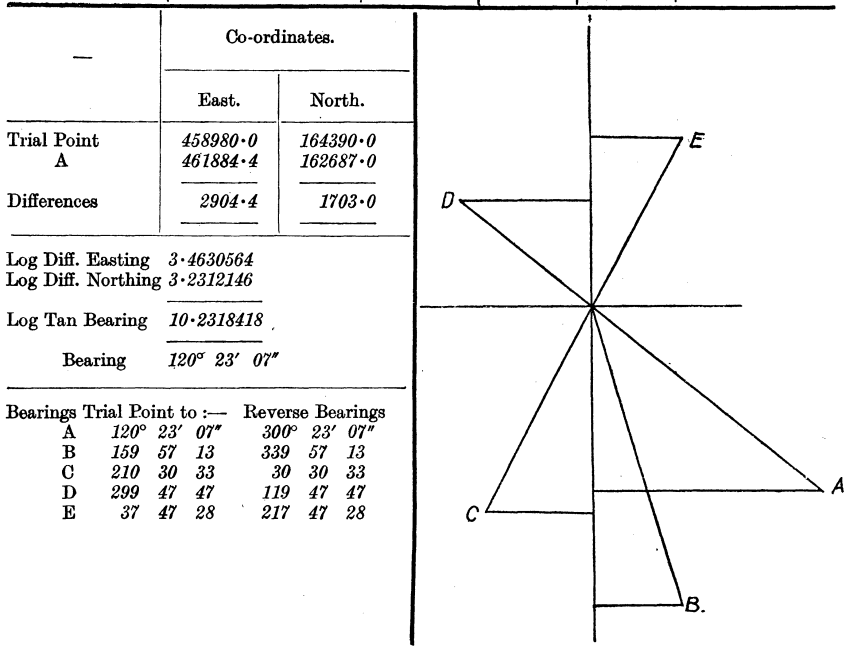 Co-ordinates.
—
East. North.
Trial Point 458980·0 164390·0
A 461884·4 162687·0
Differences 2904·4 1703·0
Log Diff. Easting 3·4630564
Log Diff. Northing 3·2312146
Log Tan Bearing 10·2318418
Bearing 120° 23′ 07″
Bearings Trial Point to :— Reverse Bearings
A 120° 23′ 07″ 300° 23′ 07″
B 159 57 13 339 57 13
C 210 30 33 30 30 33
D 299 47 47 119 47 47
E 37 47 28 217 47 28
E
D
A
C
B.